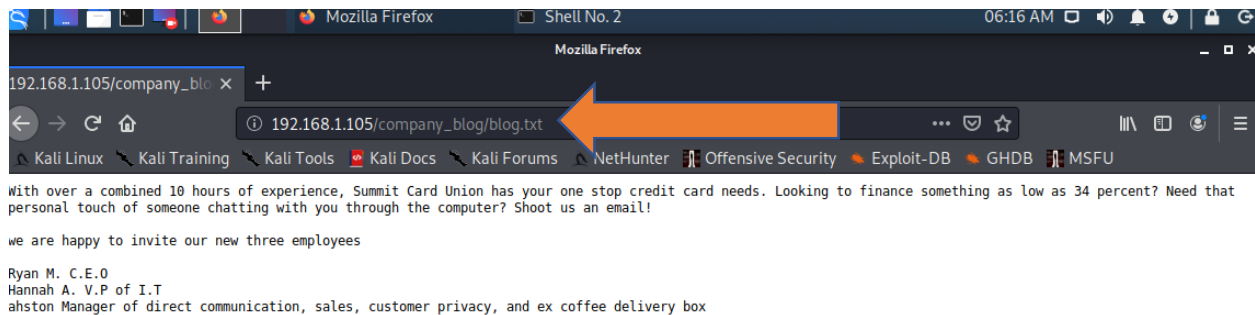 Mozilla Firefox Shell No. 2 06:16 AM
Mozilla Firefox
192.168.1.105/company_blo
192.168.1.105/company_blog/blog.txt
Kali Linux Kali Training Kali Tools Kali Docs Kali Forums NetHunter Offensive Security Exploit-DB GHDB MSFU
With over a combined 10 hours of experience, Summit Card Union has your one stop credit card needs. Looking to finance something as low as 34 percent? Need that
personal touch of someone chatting with you through the computer? Shoot us an email!
we are happy to invite our new three employees
Ryan M. C.E.O
Hannah A. V.P of I.T
ahston Manager of direct communication, sales, customer privacy, and ex coffee delivery box